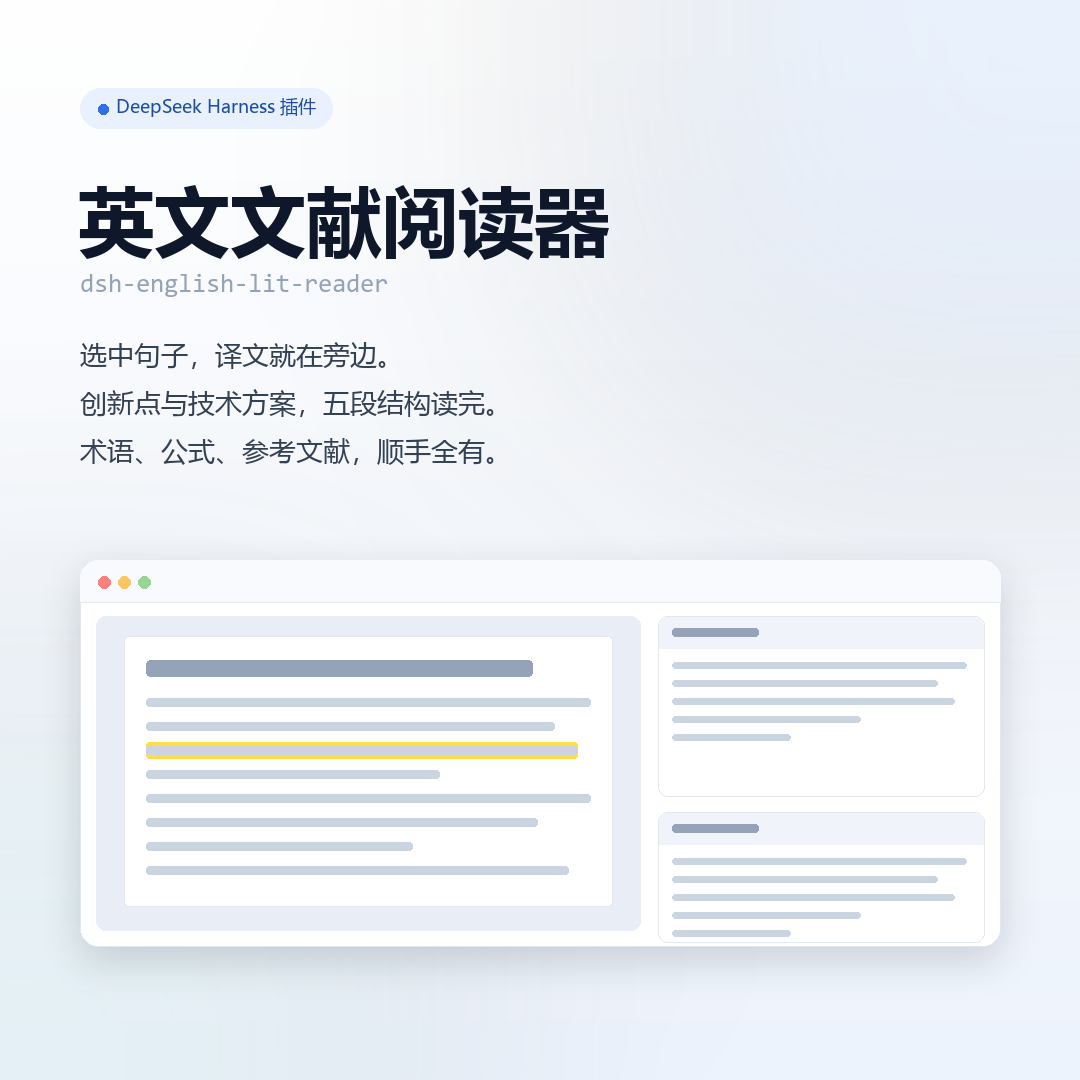 DeepSeek Harness 插件
英文文献阅读器
dsh-english-lit-reader
选中句子，译文就在旁边。
创新点与技术方案，五段结构读完。
术语、公式、参考文献，顺手全有。